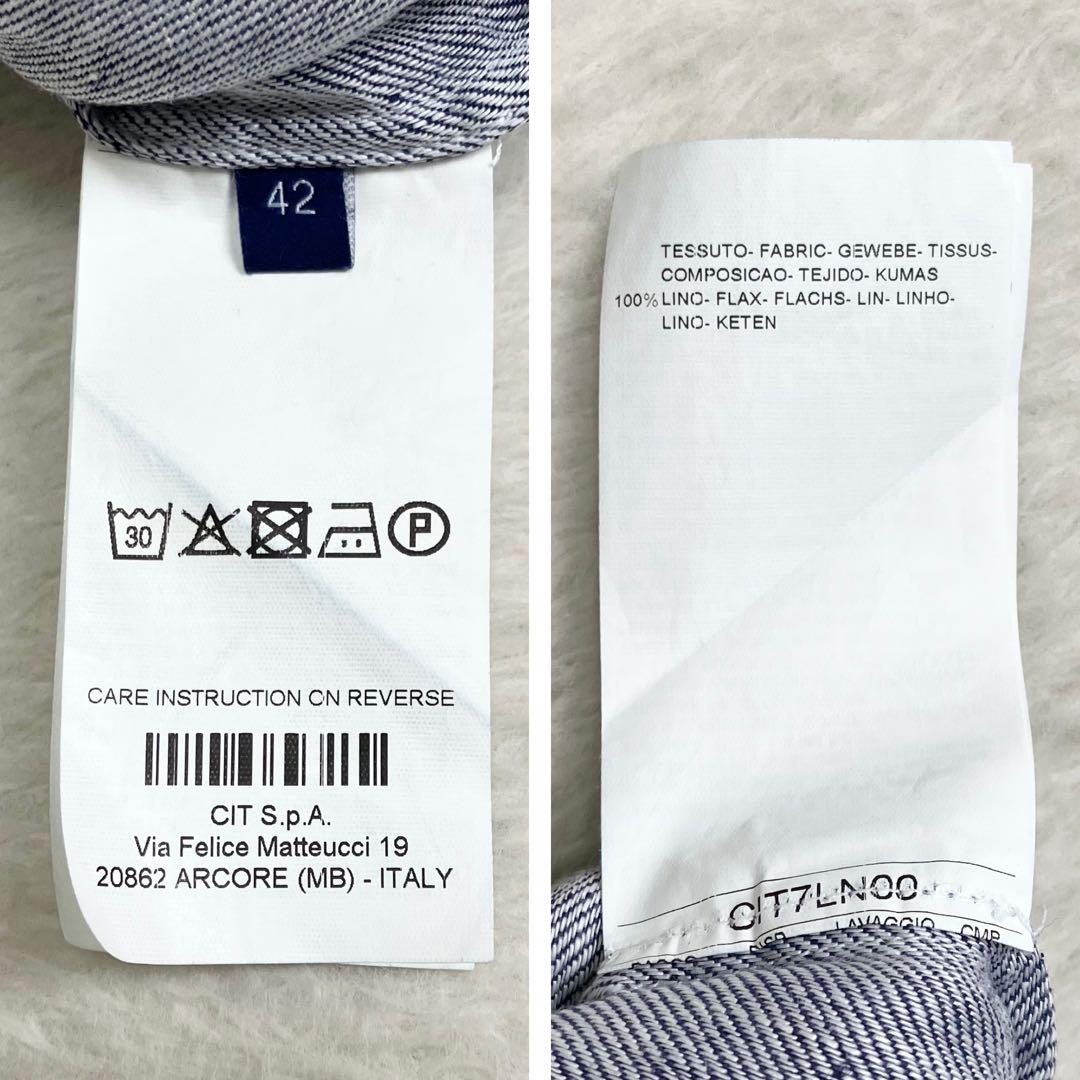 42
30
P
CARE INSTRUCTION ON REVERSE
CIT S.p.A.
Via Felice Matteucci 19
20862 ARCORE (MB) - ITALY
TESSUTO- FABRIC- GEWEBE- TISSUS-
COMPOSICAO- TEJIDO- KUMAS
100% LINO- FLAX- FLACHS- LIN- LINHO-
LINO- KETEN
CIT7LN00
LAVAGGIO